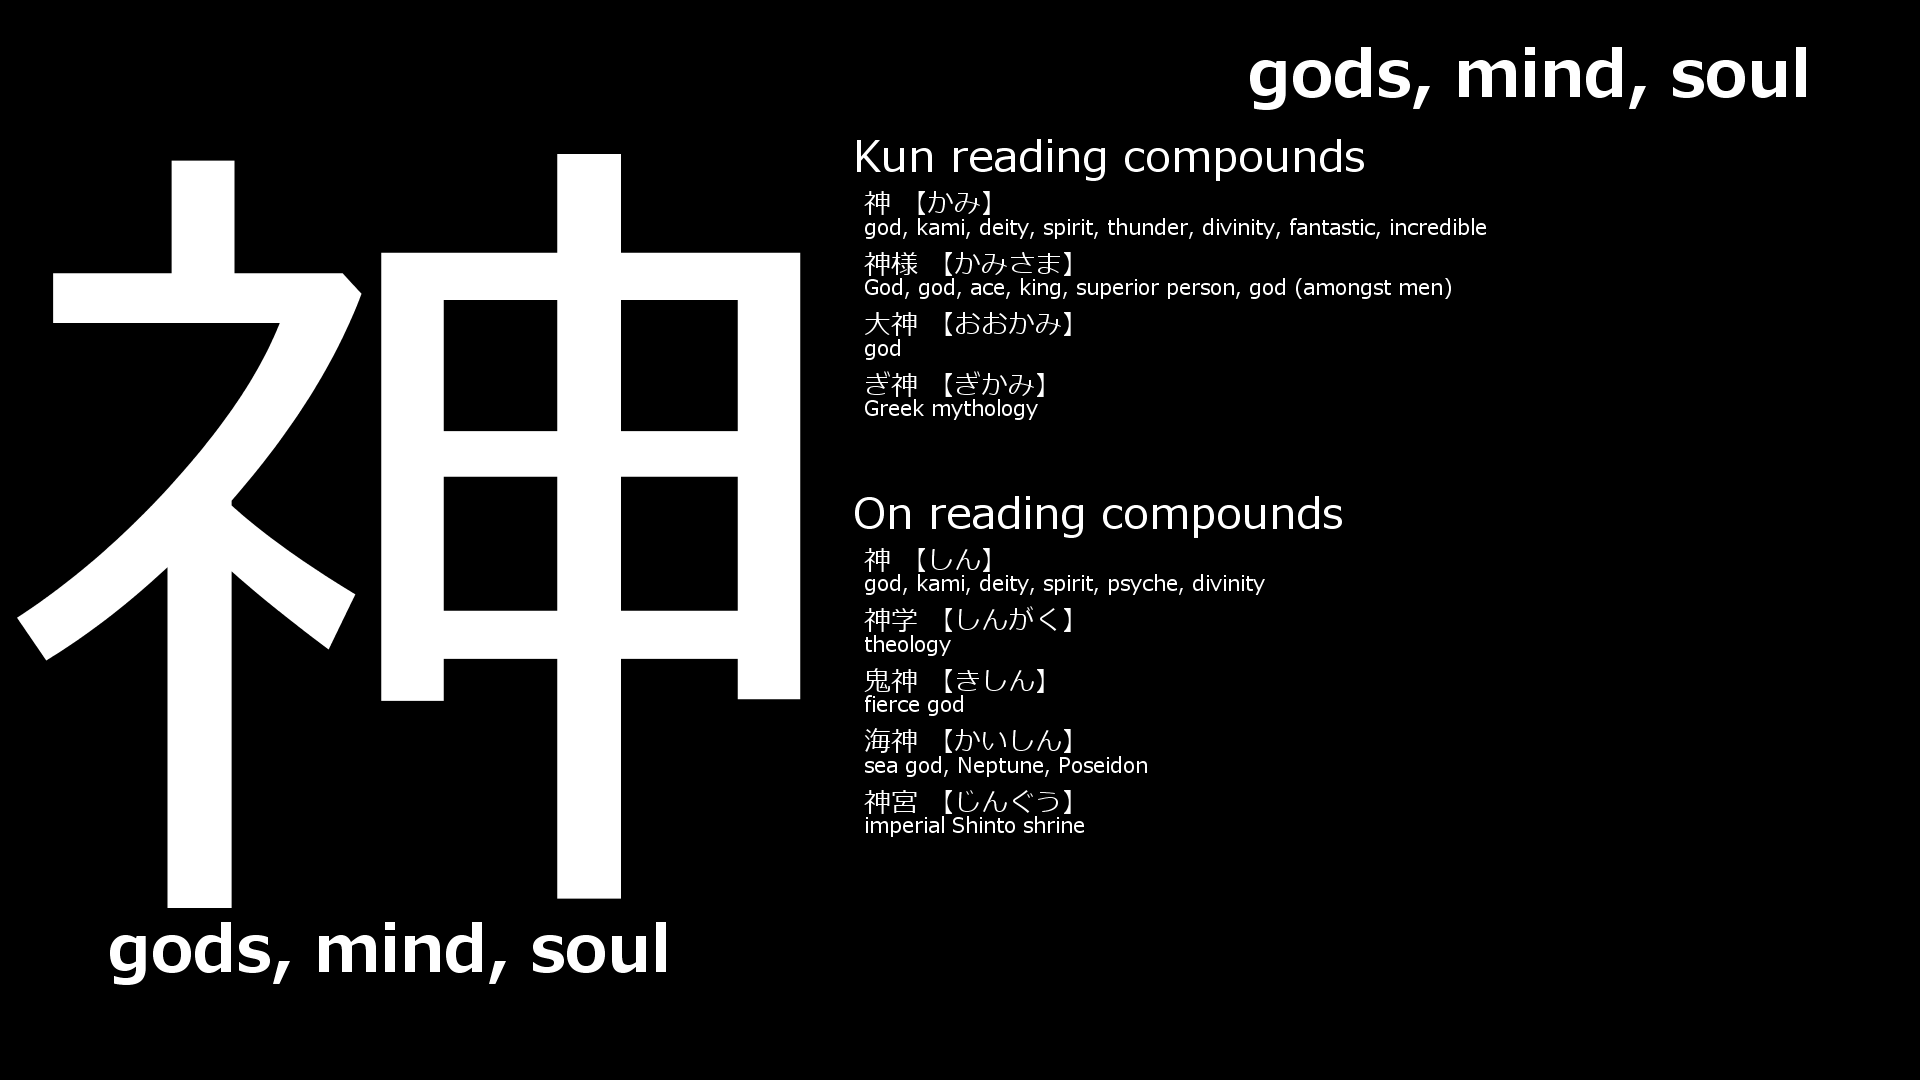 神
gods, mind, soul
gods, mind, soul
Kun reading compounds
神 【かみ】
god, kami, deity, spirit, thunder, divinity, fantastic, incredible
神様 【かみさま】
God, god, ace, king, superior person, god (amongst men)
大神 【おおかみ】
god
ぎ神 【ぎかみ】
Greek mythology
On reading compounds
神 【しん】
god, kami, deity, spirit, psyche, divinity
神学 【しんがく】
theology
鬼神 【きしん】
fierce god
海神 【かいしん】
sea god, Neptune, Poseidon
神宮 【じんぐう】
imperial Shinto shrine